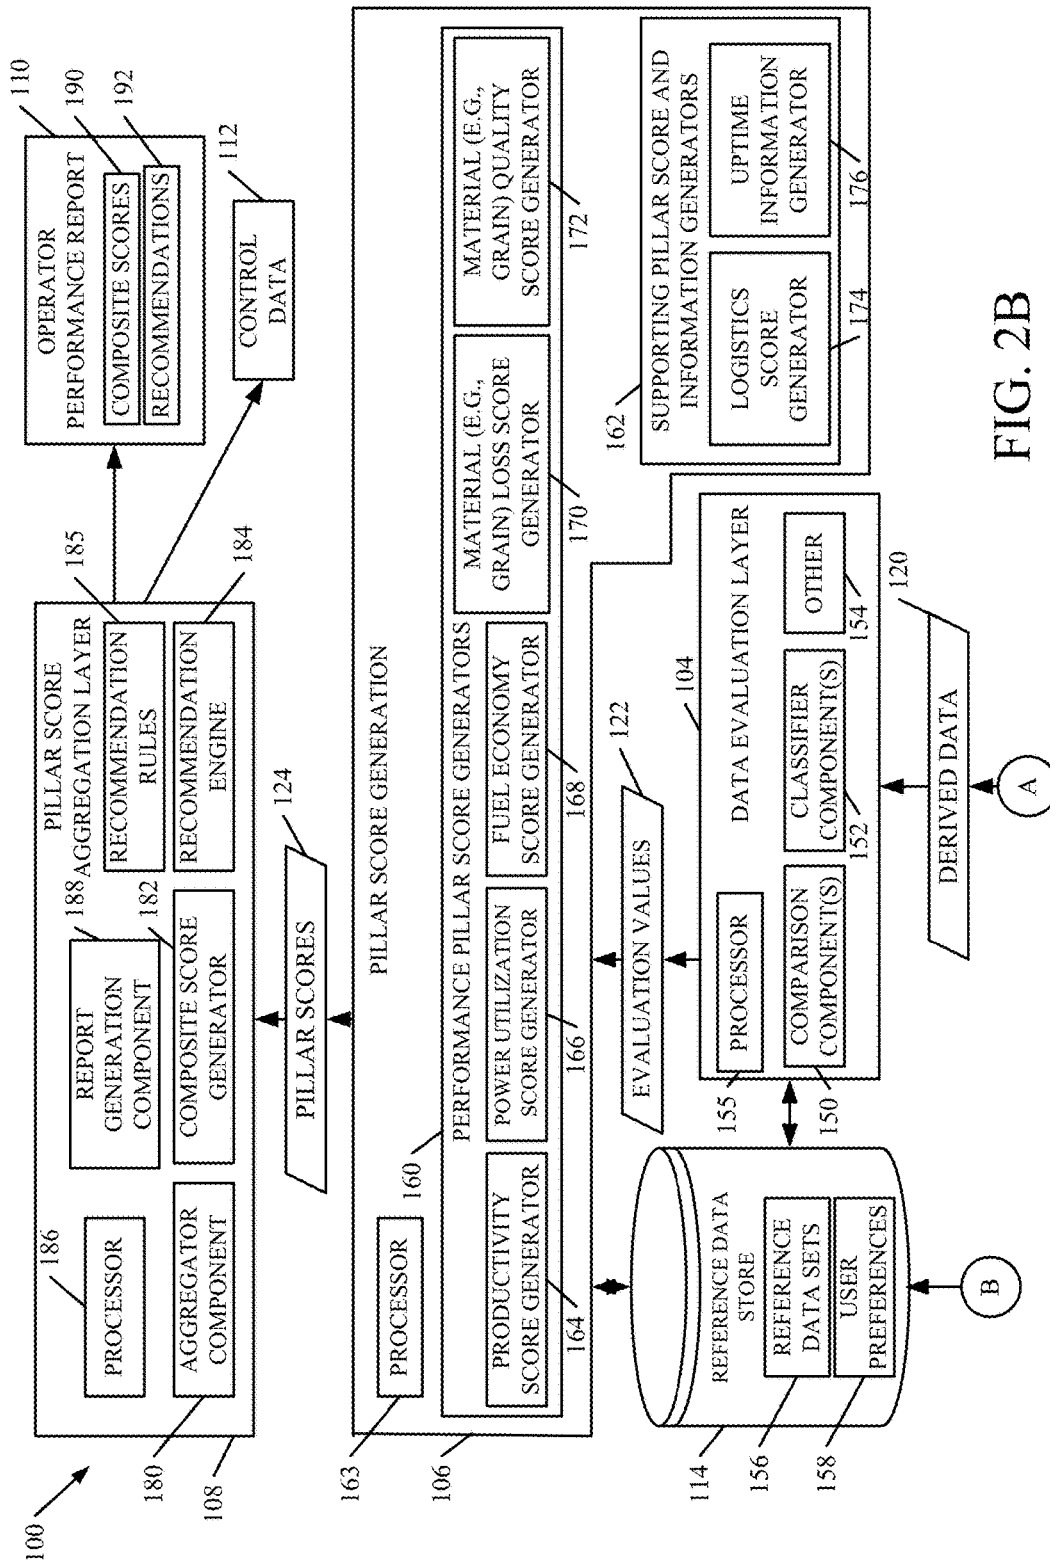 100
108
180
186
PROCESSOR
AGGREGATOR
COMPONENT
PILLAR SCORE
AGGREGATION LAYER
188
REPORT
GENERATION
COMPONENT
182
COMPOSITE SCORE
GENERATOR
RECOMMENDATION
RULES
185
RECOMMENDATION
ENGINE
184
110
OPERATOR
PERFORMANCE REPORT
190
COMPOSITE SCORES
192
RECOMMENDATIONS
112
CONTROL
DATA
124
PILLAR SCORES
163
PROCESSOR
106
PILLAR SCORE GENERATION
160
PERFORMANCE PILLAR SCORE GENERATORS
PRODUCTIVITY
SCORE GENERATOR
164
POWER UTILIZATION
SCORE GENERATOR
166
FUEL ECONOMY
SCORE GENERATOR
168
MATERIAL (E.G.,
GRAIN) LOSS SCORE
GENERATOR
170
MATERIAL (E.G.,
GRAIN) QUALITY
SCORE GENERATOR
172
162
SUPPORTING PILLAR SCORE AND
INFORMATION GENERATORS
LOGISTICS
SCORE
GENERATOR
174
UPTIME
INFORMATION
GENERATOR
176
122
EVALUATION VALUES
114
REFERENCE DATA
STORE
156
REFERENCE
DATA SETS
158
USER
PREFERENCES
B
104
DATA EVALUATION LAYER
155
PROCESSOR
150
COMPARISON
COMPONENT(S)
152
CLASSIFIER
COMPONENT(S)
OTHER
154
120
DERIVED DATA
A
FIG. 2B